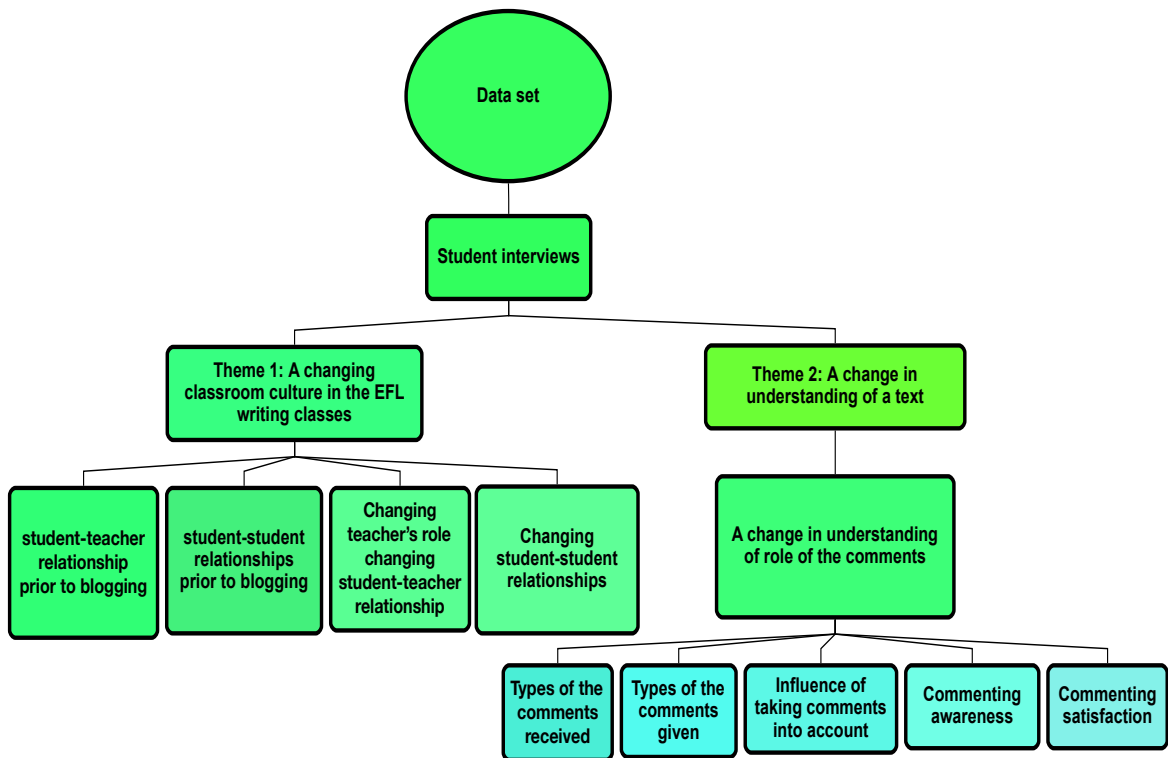 Data set
Student interviews
Theme 1: A changing
classroom culture in the EFL
writing classes
Theme 2: A change in
understanding of a text
student-teacher
relationship
prior to blogging
student-student
relationships
prior to blogging
Changing
teacher's role
changing
student-teacher
relationship
Changing
student-student
relationships
A change in understanding
of role of the comments
Types of the
comments
received
Types of the
comments
given
Influence of
taking comments
into account
Commenting
awareness
Commenting
satisfaction